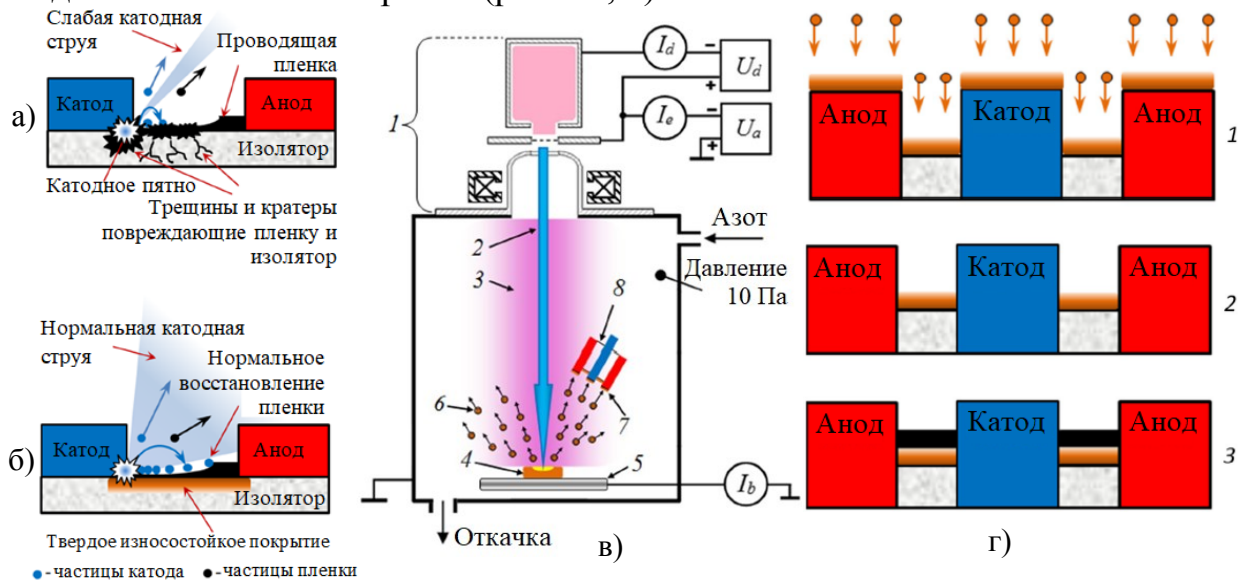 Слабая катодная
струя
Проводящая
пленка
Катод
Анод
а)
Изолятор
Катодное пятно
Трещины и кратеры
повреждающие пленку и
изолятор
Нормальная катодная
струя
Нормальное
восстановление
пленки
Катод
Анод
б)
Изолятор
Твердое износостойкое покрытие
-частицы катода
-частицы пленки
1
I_d
−
+
U_d
I_e
−
+
U_a
Азот
2
3
Давление
10 Па
8
6
7
4
5
I_b
Откачка
в)
Анод
Катод
Анод
1
Анод
Катод
Анод
2
Анод
Катод
Анод
3
г)